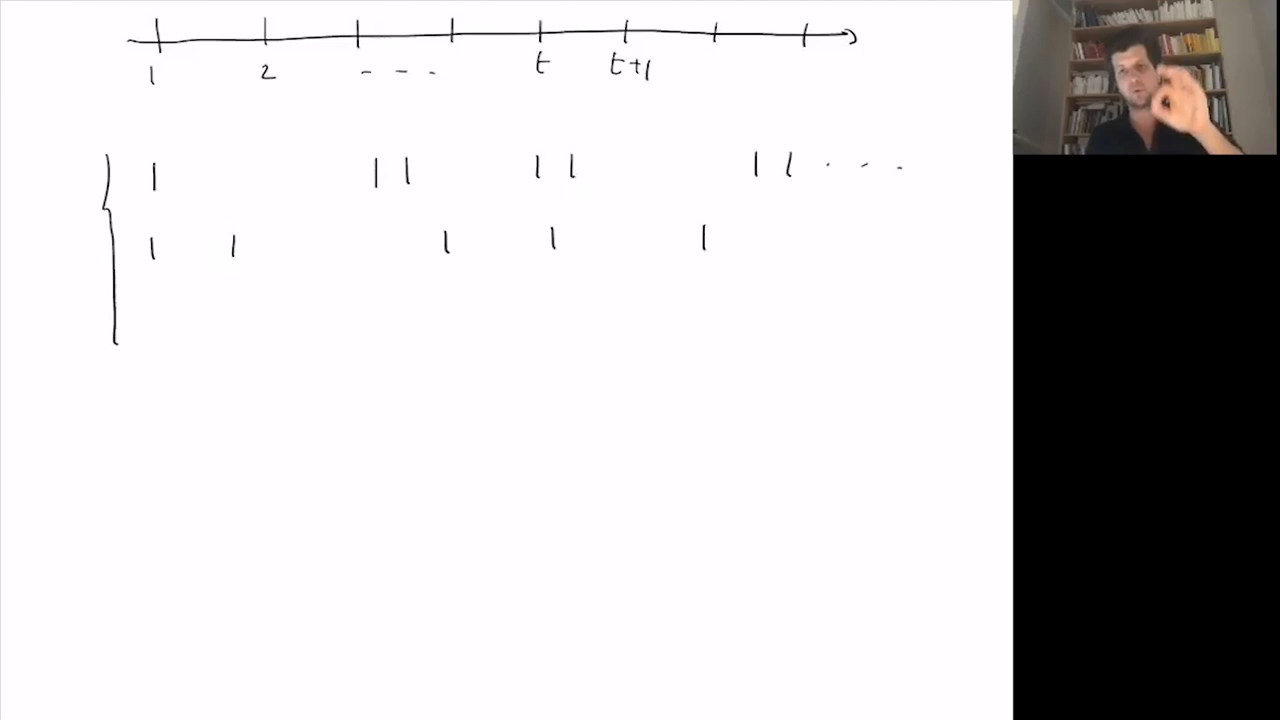 1 2 - - - - t t+1
| | | | | | | . - .
| | | | |